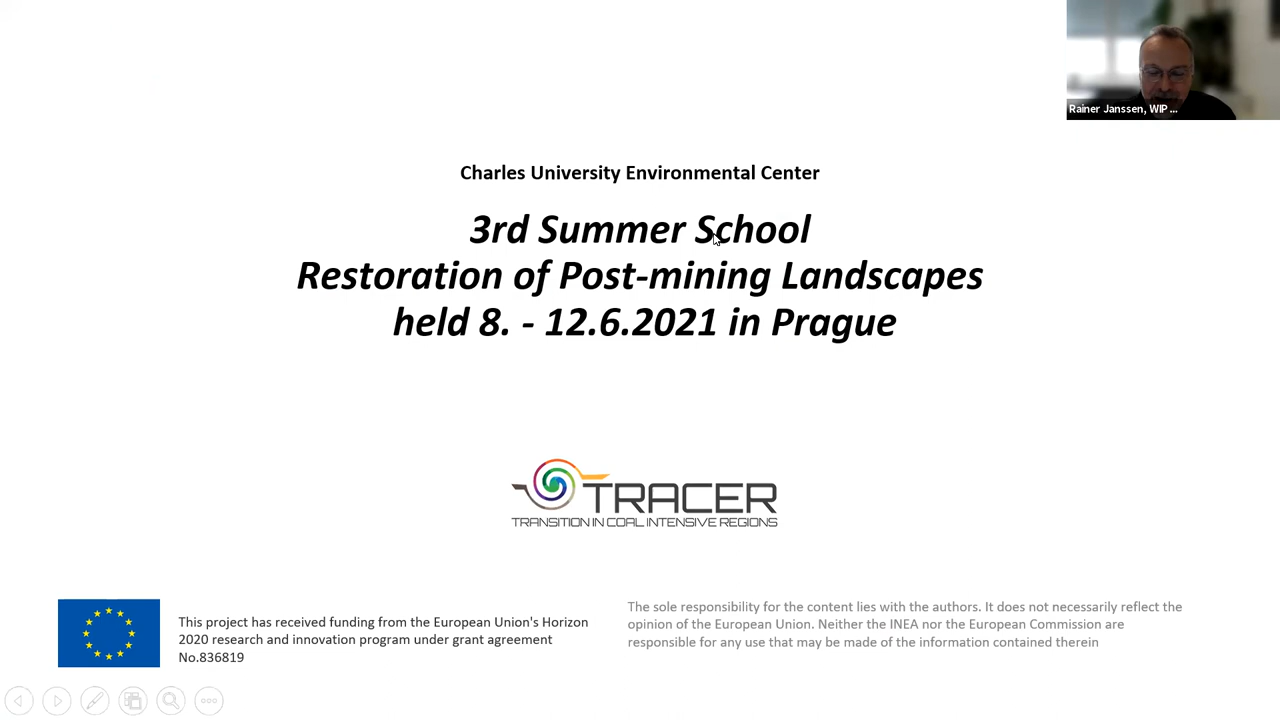 Rainer Janssen, WIP ...
Charles University Environmental Center
3rd Summer School
Restoration of Post-mining Landscapes
held 8. - 12.6.2021 in Prague
TRACER
TRANSITION IN COAL INTENSIVE REGIONS
This project has received funding from the European Union's Horizon
2020 research and innovation program under grant agreement
No.836819
The sole responsibility for the content lies with the authors. It does not necessarily reflect the
opinion of the European Union. Neither the INEA nor the European Commission are
responsible for any use that may be made of the information contained therein